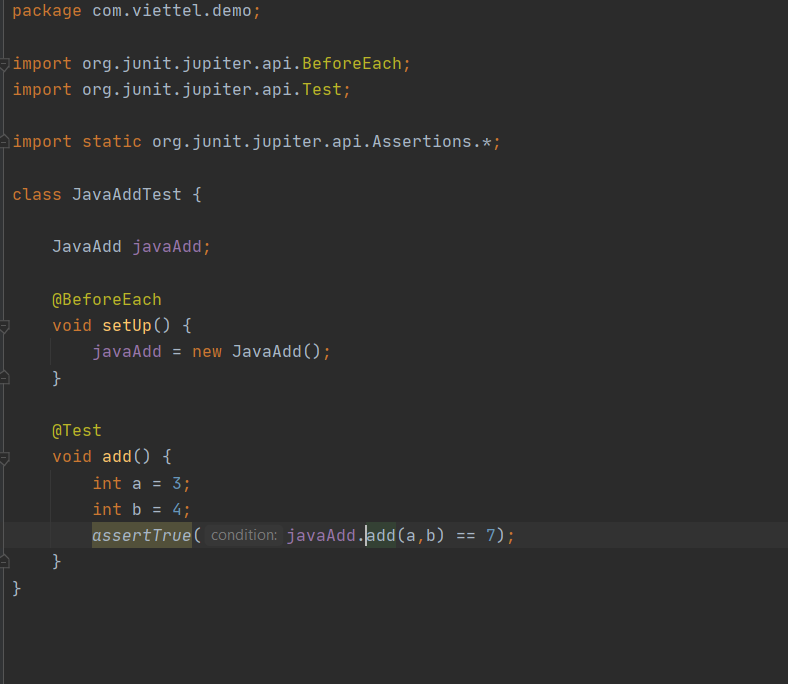 package com.viettel.demo;
import org.junit.jupiter.api.BeforeEach;
import org.junit.jupiter.api.Test;
import static org.junit.jupiter.api.Assertions.*;
class JavaAddTest {
JavaAdd javaAdd;
@BeforeEach
void setUp() {
javaAdd = new JavaAdd();
}
@Test
void add() {
int a = 3;
int b = 4;
assertTrue( condition: javaAdd.add(a,b) == 7);
}
}